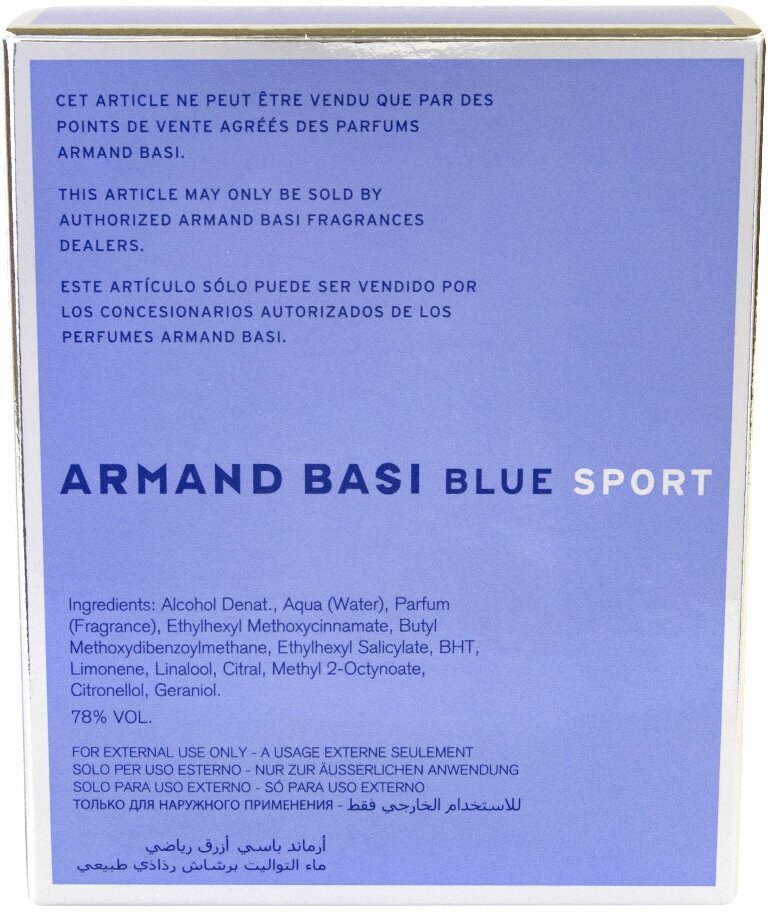 CET ARTICLE NE PEUT ÊTRE VENDU QUE PAR DES
POINTS DE VENTE AGRÉÉS DES PARFUMS
ARMAND BASI.
THIS ARTICLE MAY ONLY BE SOLD BY
AUTHORIZED ARMAND BASI FRAGRANCES
DEALERS.
ESTE ARTÍCULO SÓLO PUEDE SER VENDIDO POR
LOS CONCESIONARIOS AUTORIZADOS DE LOS
PERFUMES ARMAND BASI.
ARMAND BASI BLUE SPORT
Ingredients: Alcohol Denat., Aqua (Water), Parfum
(Fragrance), Ethylhexyl Methoxycinnamate, Butyl
Methoxydibenzoylmethane, Ethylhexyl Salicylate, BHT,
Limonene, Linalool, Citral, Methyl 2-Octynoate,
Citronellol, Geraniol.
78% VOL.
FOR EXTERNAL USE ONLY - A USAGE EXTERNE SEULEMENT
SOLO PER USO ESTERNO - NUR ZUR ÄUSSERLICHEN ANWENDUNG
SOLO PARA USO EXTERNO - SÓ PARA USO EXTERNO
ТОЛЬКО ДЛЯ НАРУЖНОГО ПРИМЕНЕНИЯ - للاستخدام الخارجي فقط
أرماند باسي أزرق رياضي
ماء التواليت برشاش رذاذي طبيعي